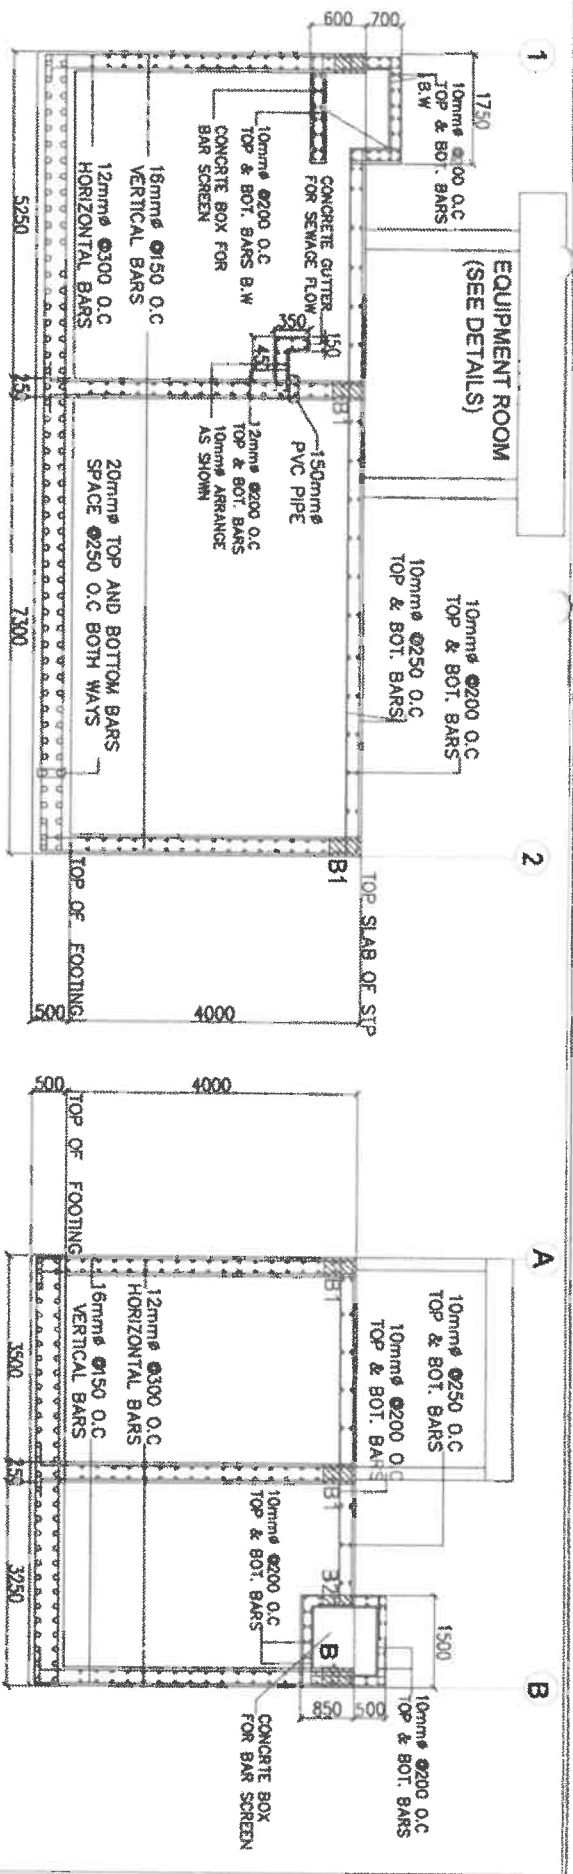 1
600
700
1750
10mmø @200 O.C
TOP & BOT. BARS
B.W
EQUIPMENT ROOM
(SEE DETAILS)
CONCRETE GUTTER
FOR SEWAGE FLOW
10mmø @200 O.C
TOP & BOT. BARS B.W
CONCRTE BOX FOR
BAR SCREEN
16mmø @150 O.C
VERTICAL BARS
12mmø @300 O.C
HORIZONTAL BARS
350
150
450
150mmø
PVC PIPE
12mmø @200 O.C
TOP & BOT. BARS
10mmø ARRANGE
AS SHOWN
B1
10mmø @200 O.C
TOP & BOT. BARS
10mmø @250 O.C
TOP & BOT. BARS
20mmø TOP AND BOTTOM BARS
SPACE @250 O.C BOTH WAYS
5250
250
7300
2
B1
TOP SLAB OF STP
TOP OF FOOTING
500
4000
A
500
4000
TOP OF FOOTING
B1
10mmø @250 O.C
TOP & BOT. BARS
10mmø @200 O.C
TOP & BOT. BARS
12mmø @300 O.C
HORIZONTAL BARS
16mmø @150 O.C
VERTICAL BARS
B1
10mmø @200 O.C
TOP & BOT. BARS
B
1500
850
500
10mmø @200 O.C
TOP & BOT. BARS
CONCRTE BOX
FOR BAR SCREEN
3500
250
3250
B